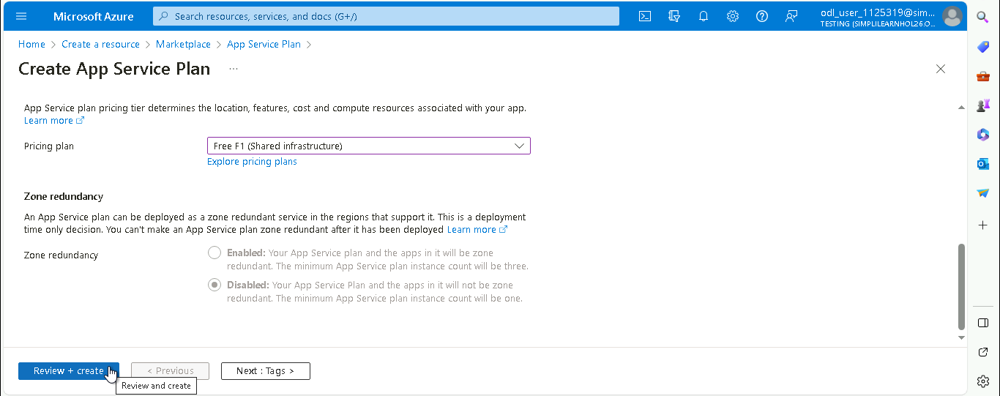 Microsoft Azure
Search resources, services, and docs (G+/)
odl_user_1125319@sim...
TESTING (SIMPLILEARNHOL26.O...
Home > Create a resource > Marketplace > App Service Plan >
Create App Service Plan ...
App Service plan pricing tier determines the location, features, cost and compute resources associated with your app.
Learn more
Pricing plan
Free F1 (Shared infrastructure)
Explore pricing plans
Zone redundancy
An App Service plan can be deployed as a zone redundant service in the regions that support it. This is a deployment
time only decision. You can't make an App Service plan zone redundant after it has been deployed Learn more
Zone redundancy
Enabled: Your App Service plan and the apps in it will be zone
redundant. The minimum App Service plan instance count will be three.
Disabled: Your App Service Plan and the apps in it will not be zone
redundant. The minimum App Service plan instance count will be one.
Review + create
< Previous
Next : Tags >
Review and create